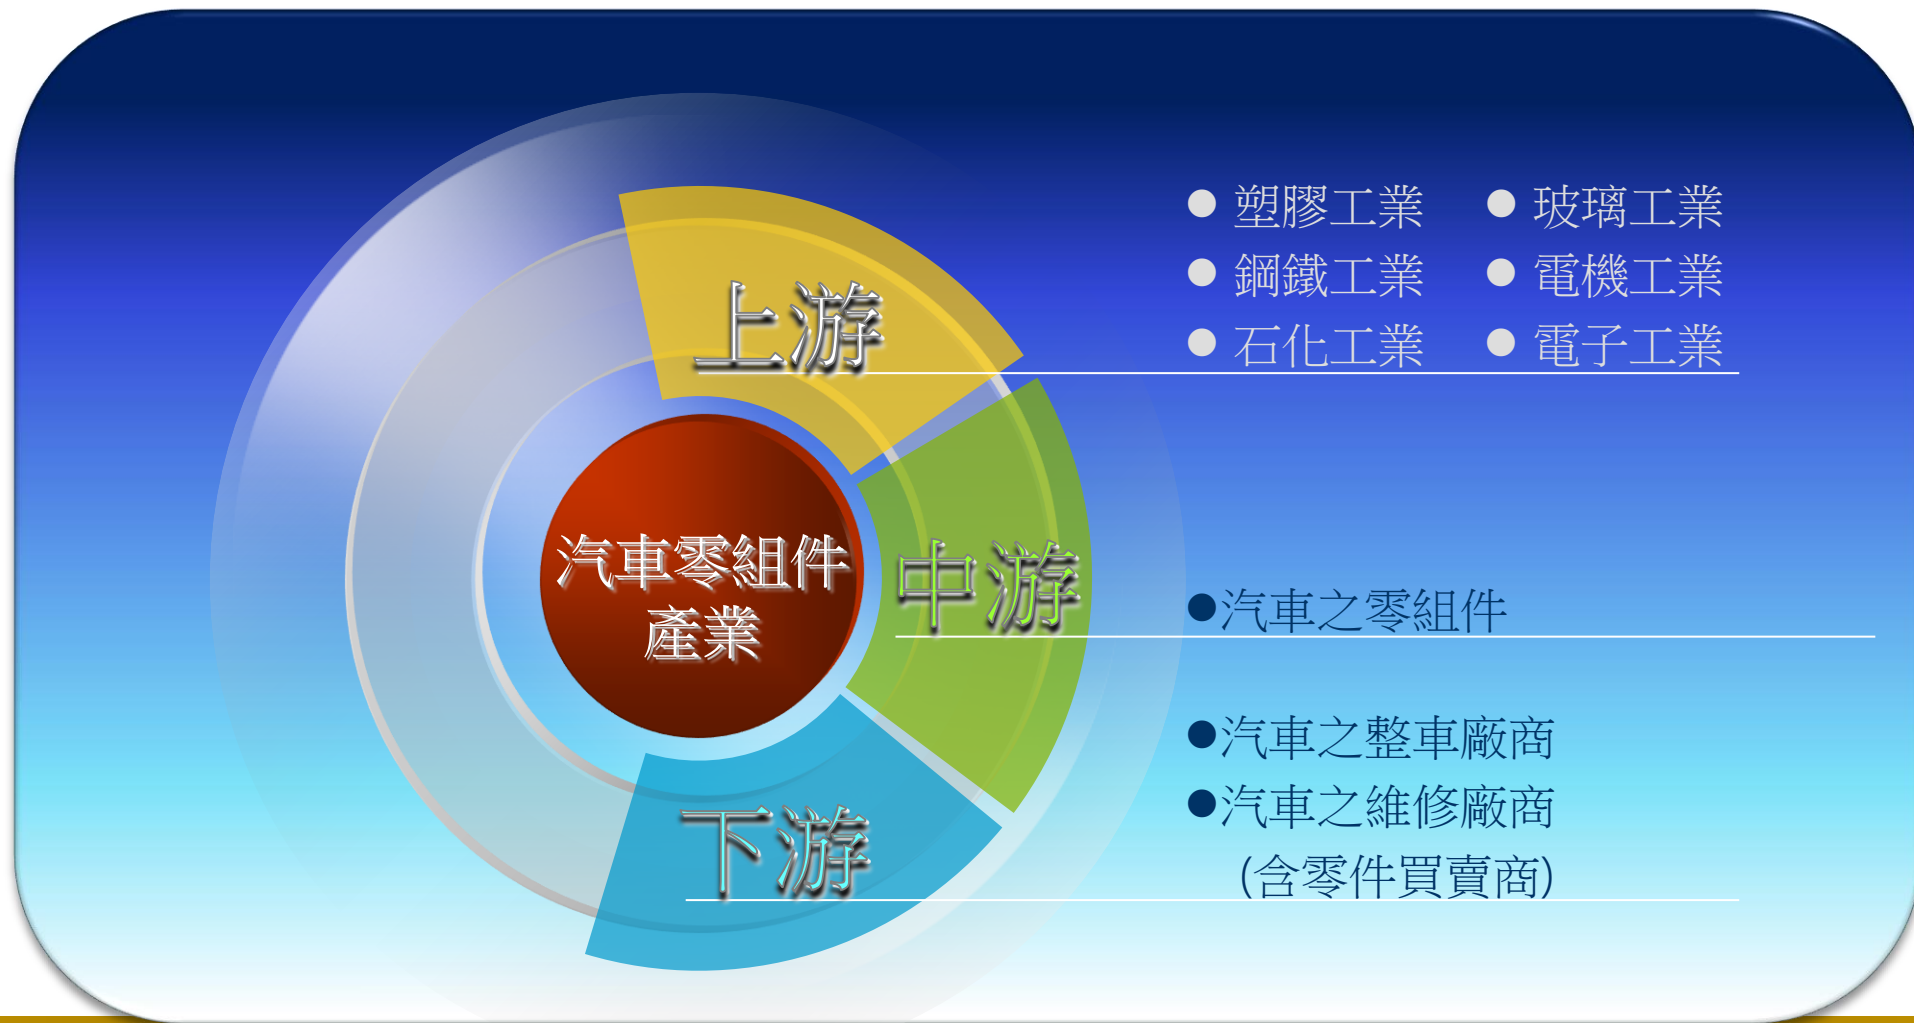 上游
● 塑膠工業 ● 玻璃工業
● 鋼鐵工業 ● 電機工業
● 石化工業 ● 電子工業
汽車零組件
產業
中游
●汽車之零組件
下游
●汽車之整車廠商
●汽車之維修廠商
(含零件買賣商)